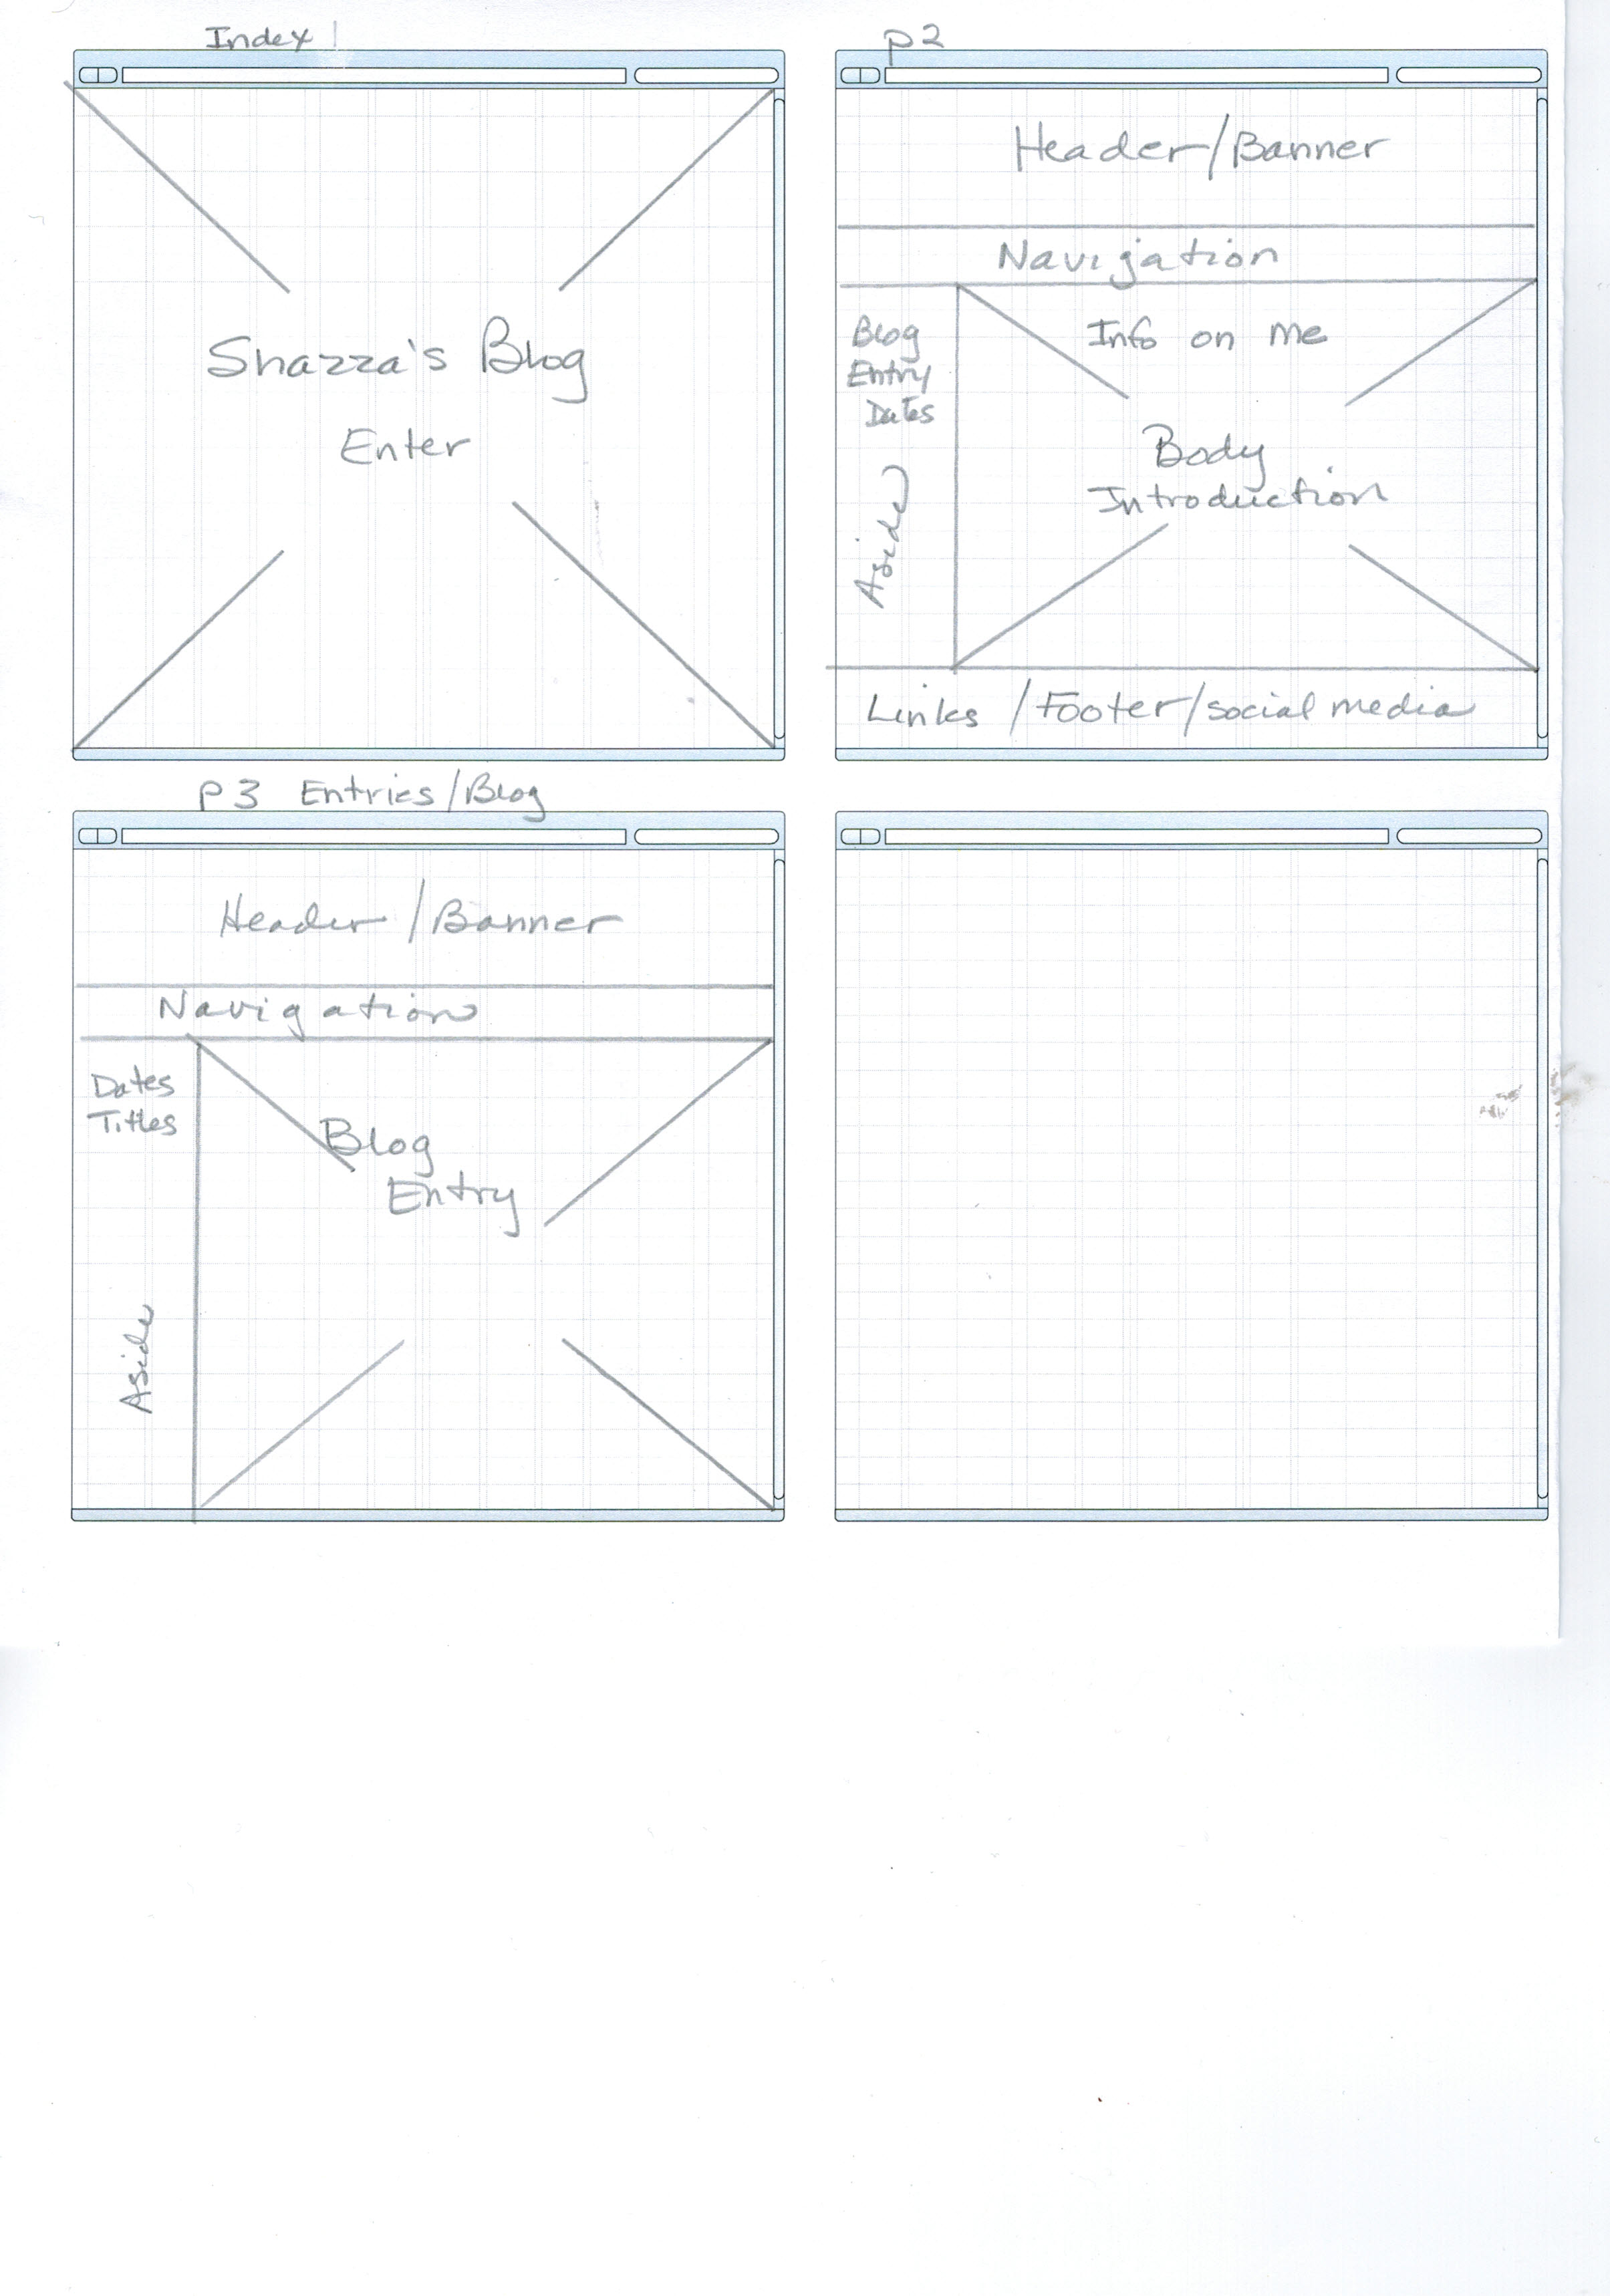 Index
Shazza's Blog
Enter
p2
Header/Banner
Navigation
Blog
Entry
Dates
Aside
Info on me
Body
Introduction
Links /Footer/social media
p3 Entries/Blog
Header/Banner
Navigation
Dates
Titles
Aside
Blog
Entry